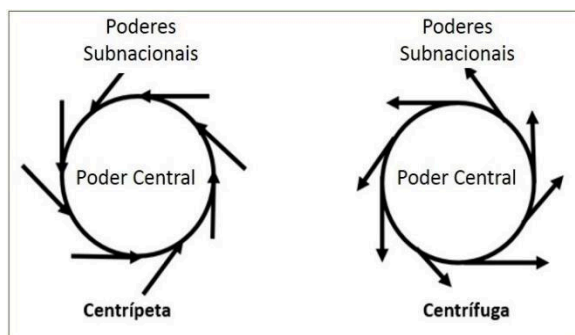 Poderes
Subnacionais
Poder Central
Centrípeta
Poderes
Subnacionais
Poder Central
Centrífuga